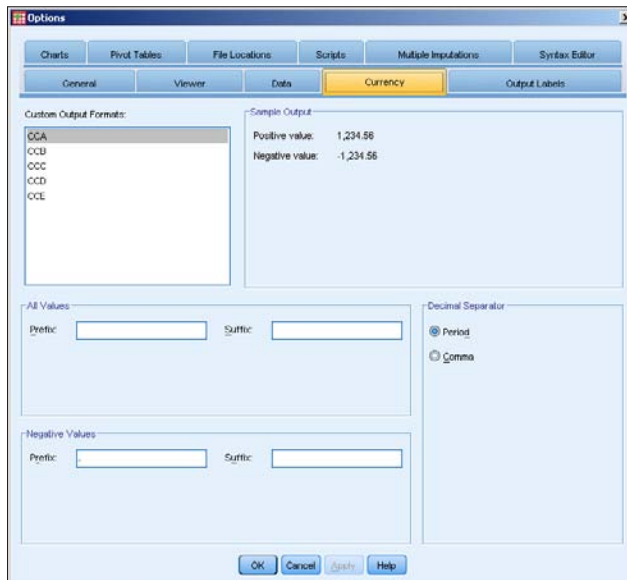 Options
Charts Pivot Tables File Locations Scripts Multiple Imputations Syntax Editor
General Viewer Data Currency Output Labels
Custom Output Formats:
CCA
CCB
CCC
CCD
CCE
Sample Output
Positive value: 1,234.56
Negative value: -1,234.56
All Values
Prefix: Suffix:
Decimal Separator
Period
Comma
Negative Values
Prefix: - Suffix:
OK Cancel Apply Help